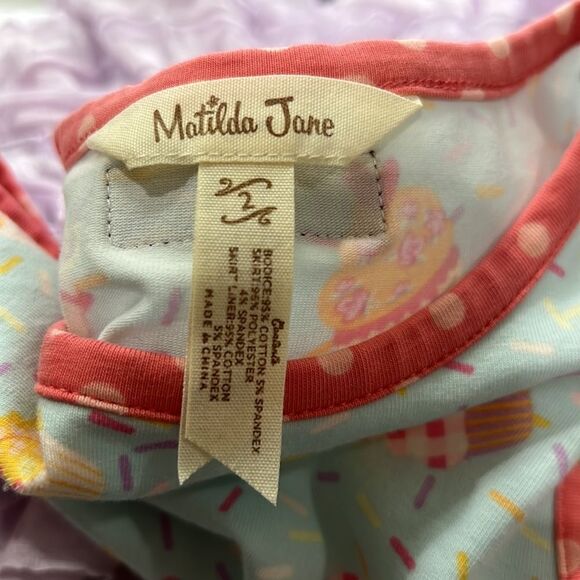 Matilda Jane
2
BODICE:95% COTTON 5% SPANDEX
SKIRT:96% POLYESTER
4% SPANDEX
SKIRT LINER:95% COTTON
5% SPANDEX
MADE in CHINA